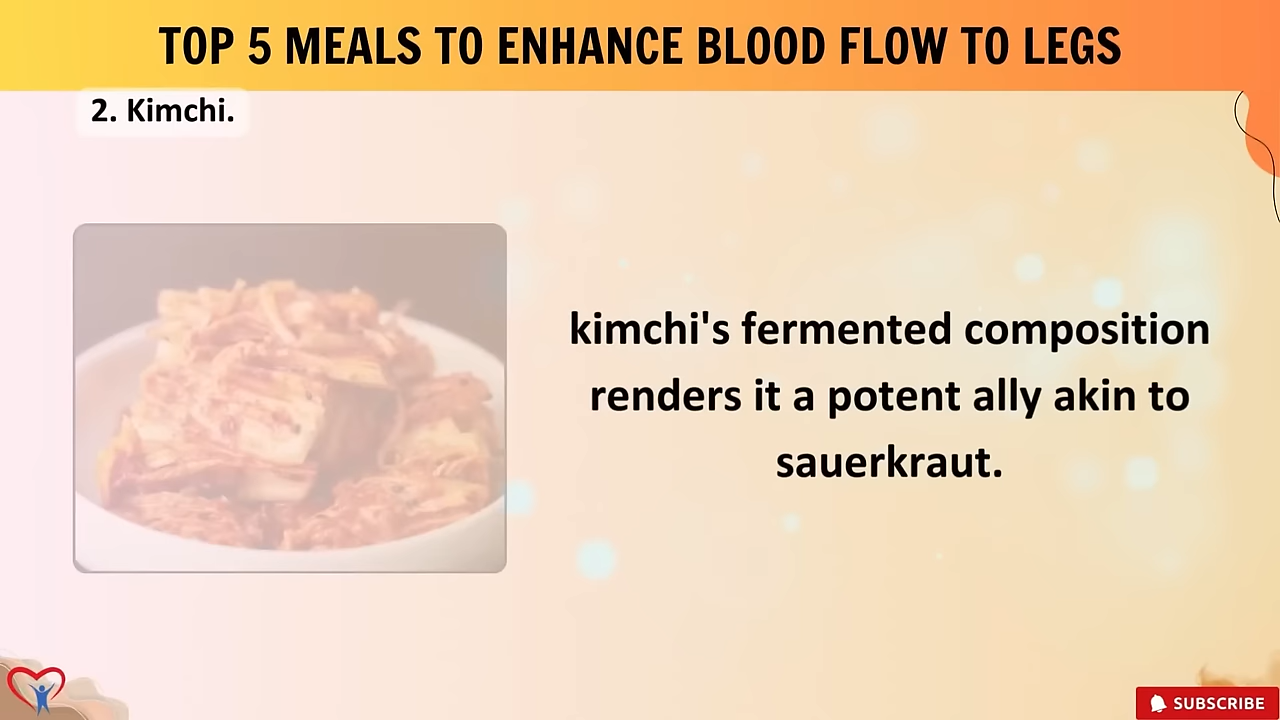 TOP 5 MEALS TO ENHANCE BLOOD FLOW TO LEGS
2. Kimchi.
kimchi's fermented composition
renders it a potent ally akin to
sauerkraut.
SUBSCRIBE